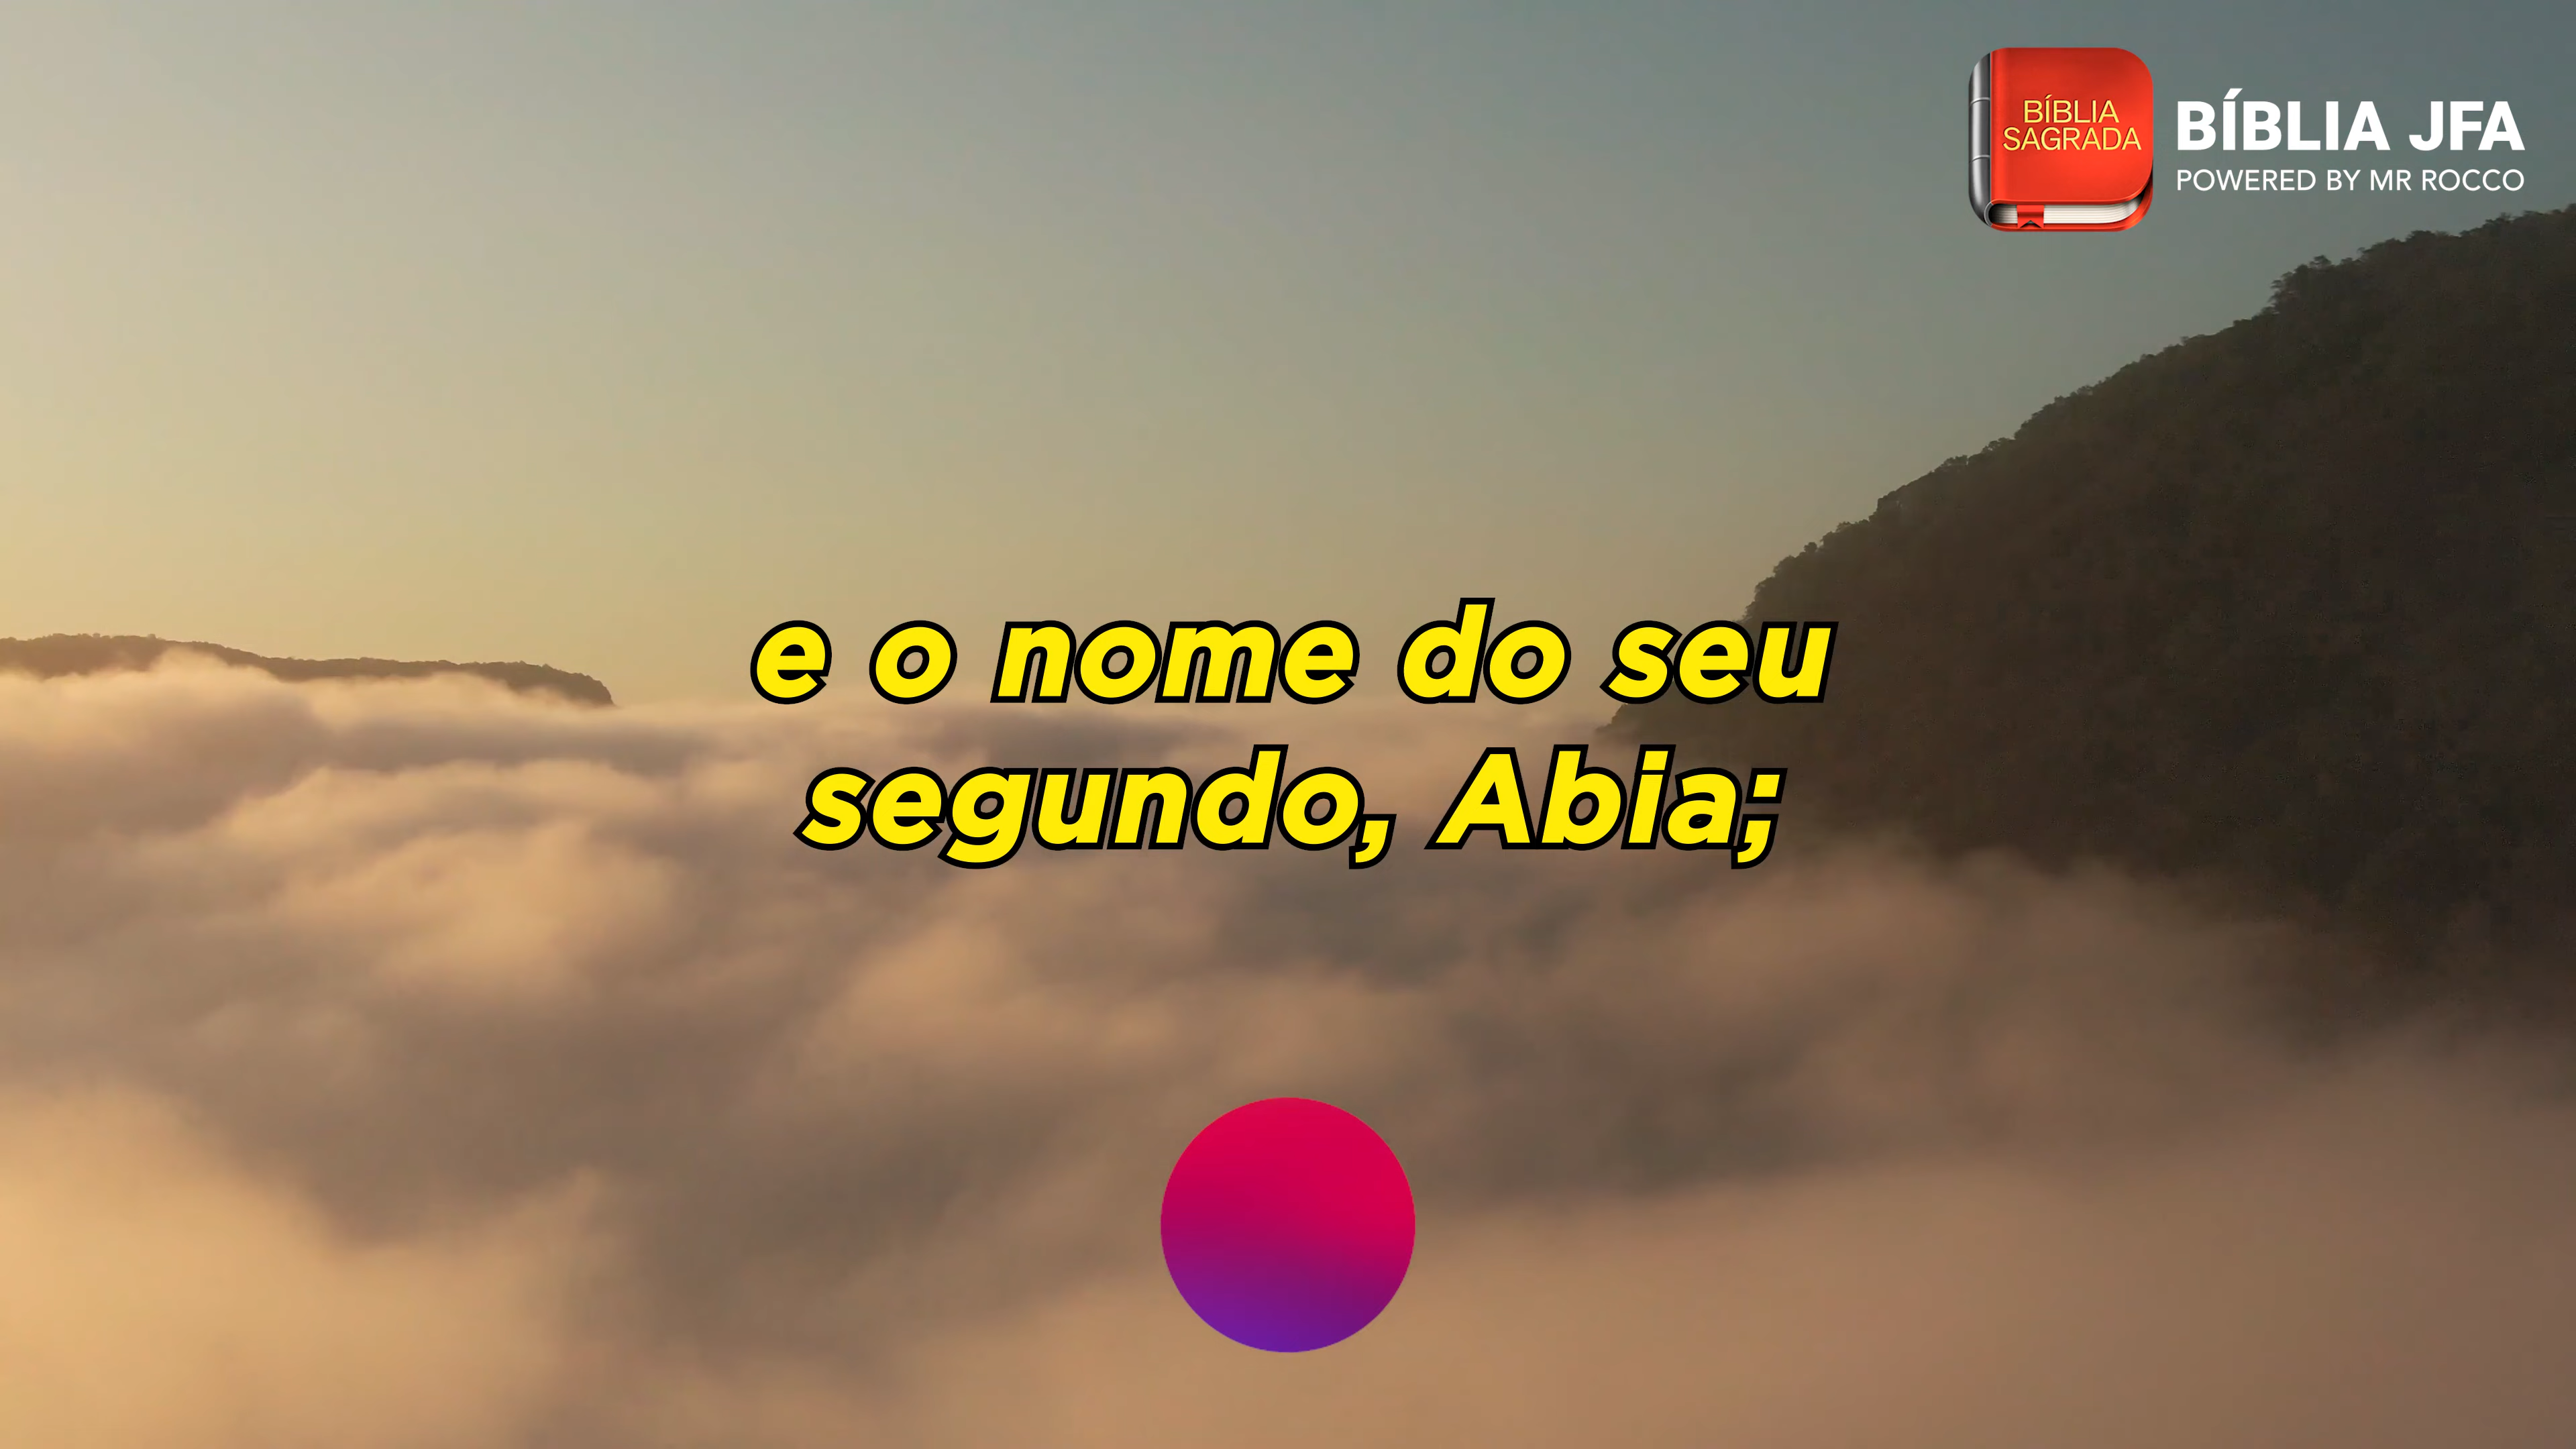 BÍBLIA
SAGRADA
BÍBLIA JFA
POWERED BY MR ROCCO
e o nome do seu
segundo, Abia;